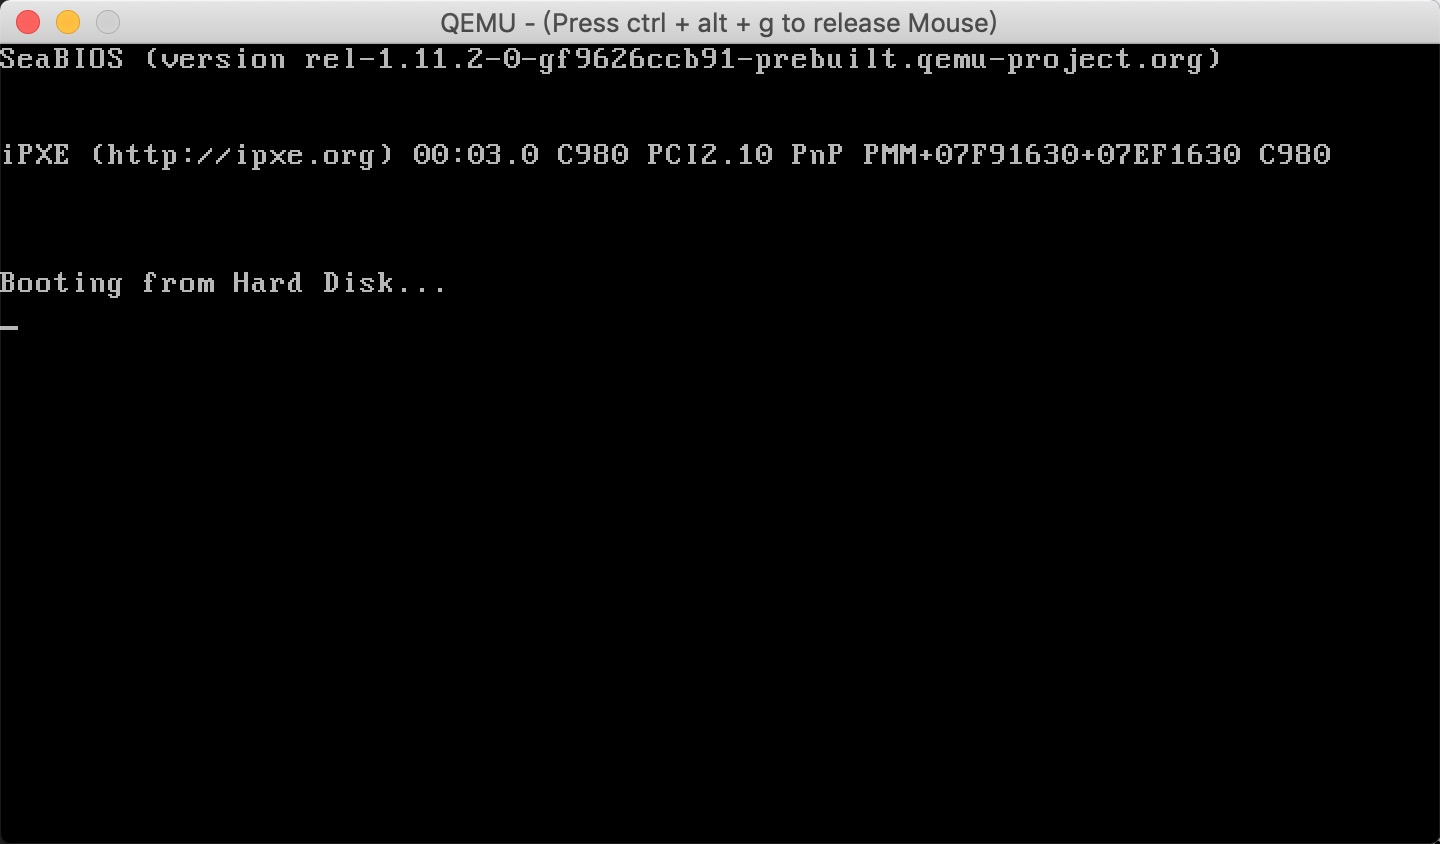 QEMU - (Press ctrl + alt + g to release Mouse)
SeaBIOS (version rel-1.11.2-0-gf9626ccb91-prebuilt.qemu-project.org)
iPXE (http://ipxe.org) 00:03.0 C980 PCI2.10 PnP PMM+07F91630+07EF1630 C980
Booting from Hard Disk...
_